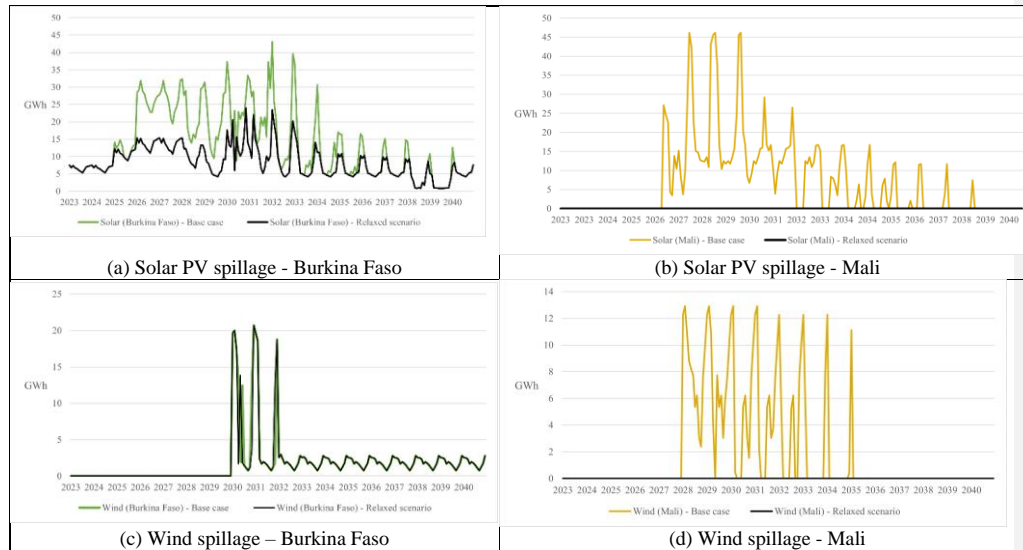 50
45
40
35
30
GWh 25
20
15
10
5
0
2023 2024 2025 2026 2027 2028 2029 2030 2031 2032 2033 2034 2035 2036 2037 2038 2039 2040
Solar (Burkina Faso) - Base case Solar (Burkina Faso) - Relaxed scenario
(a) Solar PV spillage - Burkina Faso
50
45
40
35
30
GWh 25
20
15
10
5
0
2023 2024 2025 2026 2027 2028 2029 2030 2031 2032 2033 2034 2035 2036 2037 2038 2039 2040
Solar (Mali) - Base case Solar (Mali) - Relaxed scenario
(b) Solar PV spillage - Mali
25
20
15
GWh
10
5
0
2023 2024 2025 2026 2027 2028 2029 2030 2031 2032 2033 2034 2035 2036 2037 2038 2039 2040
Wind (Burkina Faso) - Base case Wind (Burkina Faso) - Relaxed scenario
(c) Wind spillage – Burkina Faso
14
12
10
8
GWh
6
4
2
0
2023 2024 2025 2026 2027 2028 2029 2030 2031 2032 2033 2034 2035 2036 2037 2038 2039 2040
Wind (Mali) - Base case Wind (Mali) - Relaxed scenario
(d) Wind spillage - Mali